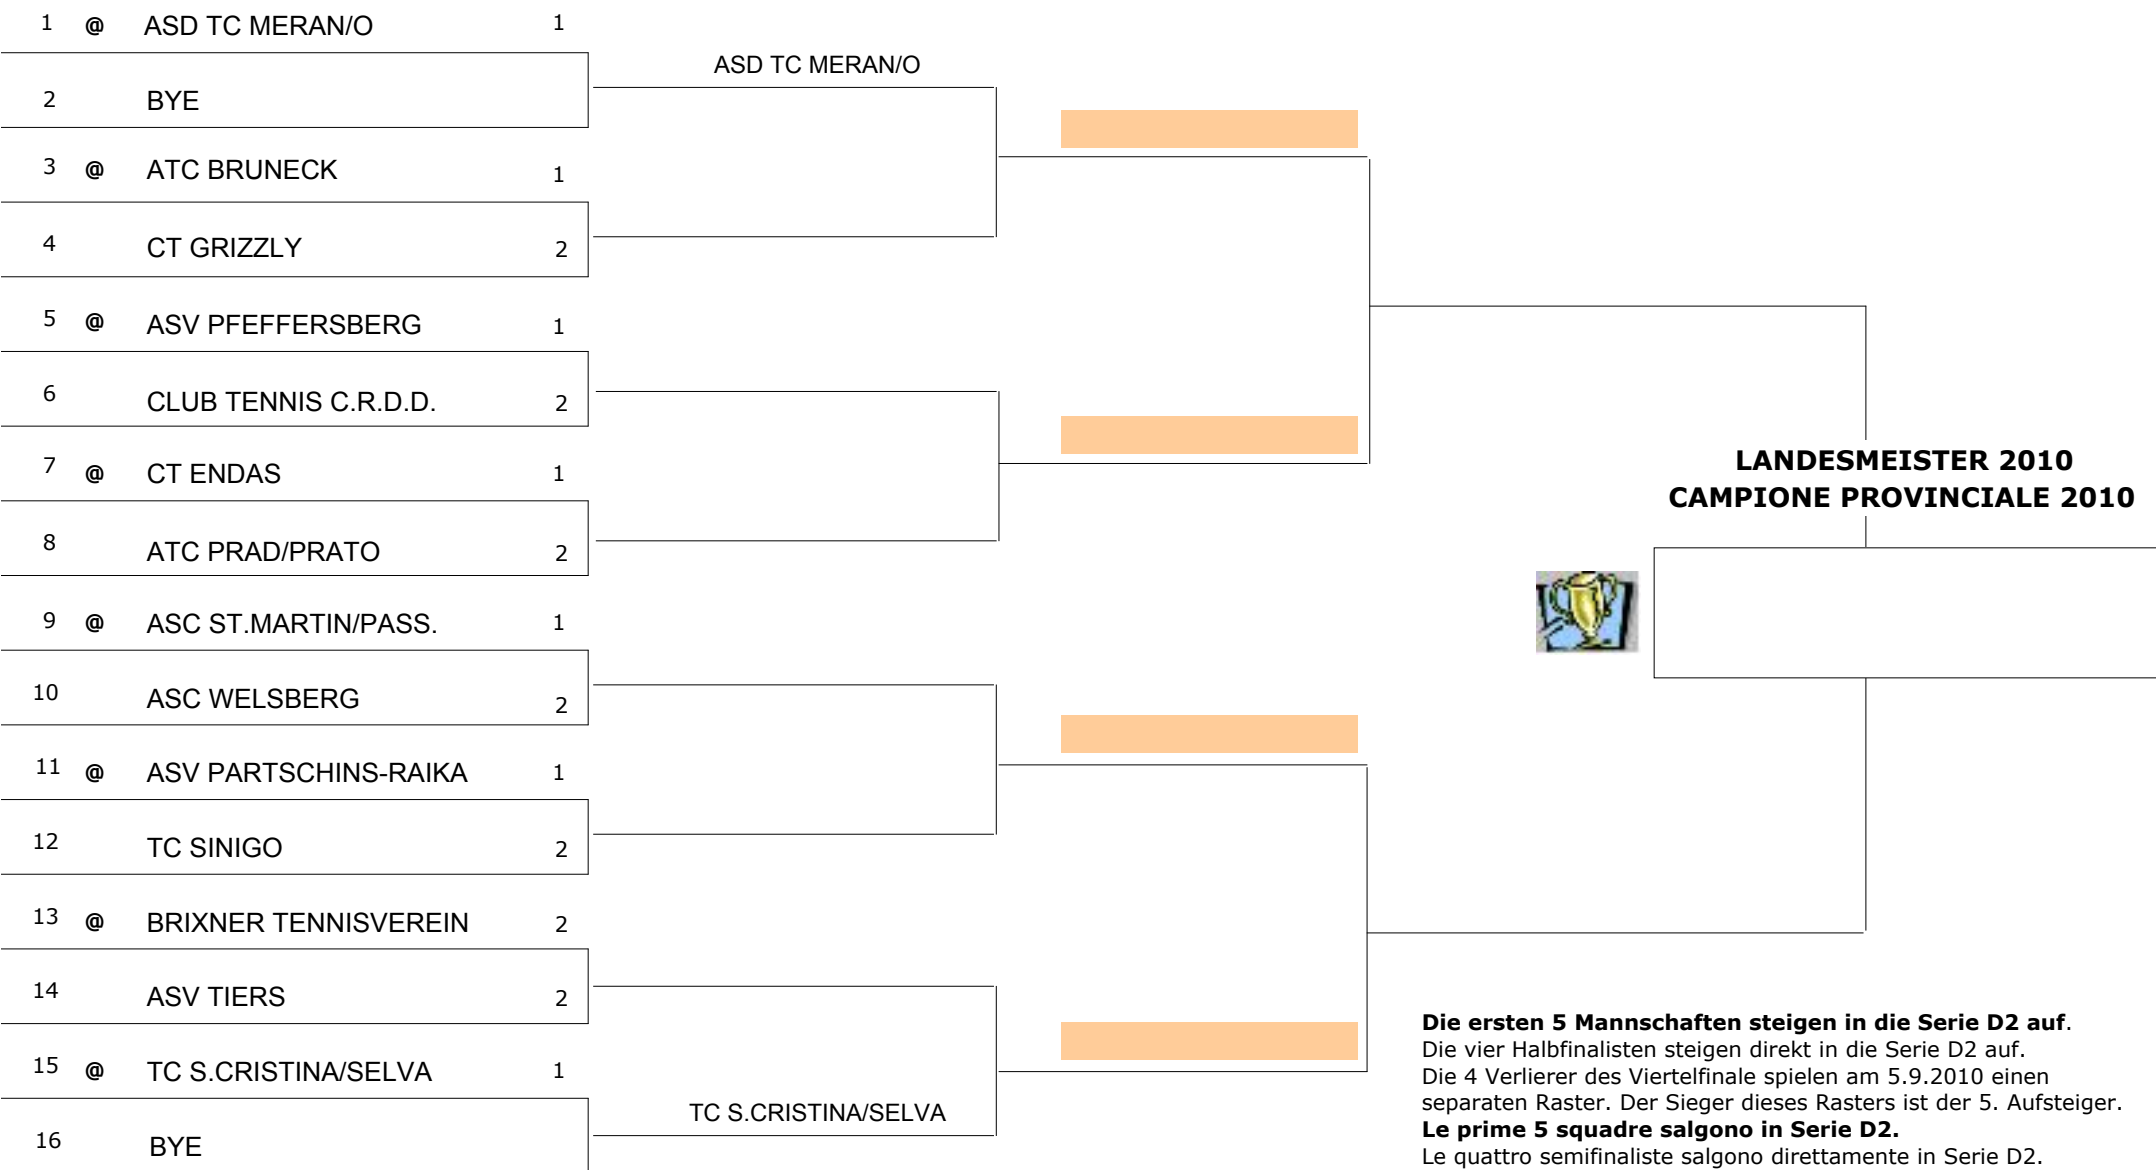 1 @ ASD TC MERAN/O 1
ASD TC MERAN/O
2 BYE
3 @ ATC BRUNECK 1
4 CT GRIZZLY 2
5 @ ASV PFEFFERSBERG 1
6 CLUB TENNIS C.R.D.D. 2
7 @ CT ENDAS 1
8 ATC PRAD/PRATO 2
9 @ ASC ST.MARTIN/PASS. 1
10 ASC WELSBERG 2
11 @ ASV PARTSCHINS-RAIKA 1
12 TC SINIGO 2
13 @ BRIXNER TENNISVEREIN 2
14 ASV TIERS 2
15 @ TC S.CRISTINA/SELVA 1
TC S.CRISTINA/SELVA
16 BYE
LANDESMEISTER 2010
CAMPIONE PROVINCIALE 2010
Die ersten 5 Mannschaften steigen in die Serie D2 auf.
Die vier Halbfinalisten steigen direkt in die Serie D2 auf.
Die 4 Verlierer des Viertelfinale spielen am 5.9.2010 einen
separaten Raster. Der Sieger dieses Rasters ist der 5. Aufsteiger.
Le prime 5 squadre salgono in Serie D2.
Le quattro semifinaliste salgono direttamente in Serie D2.